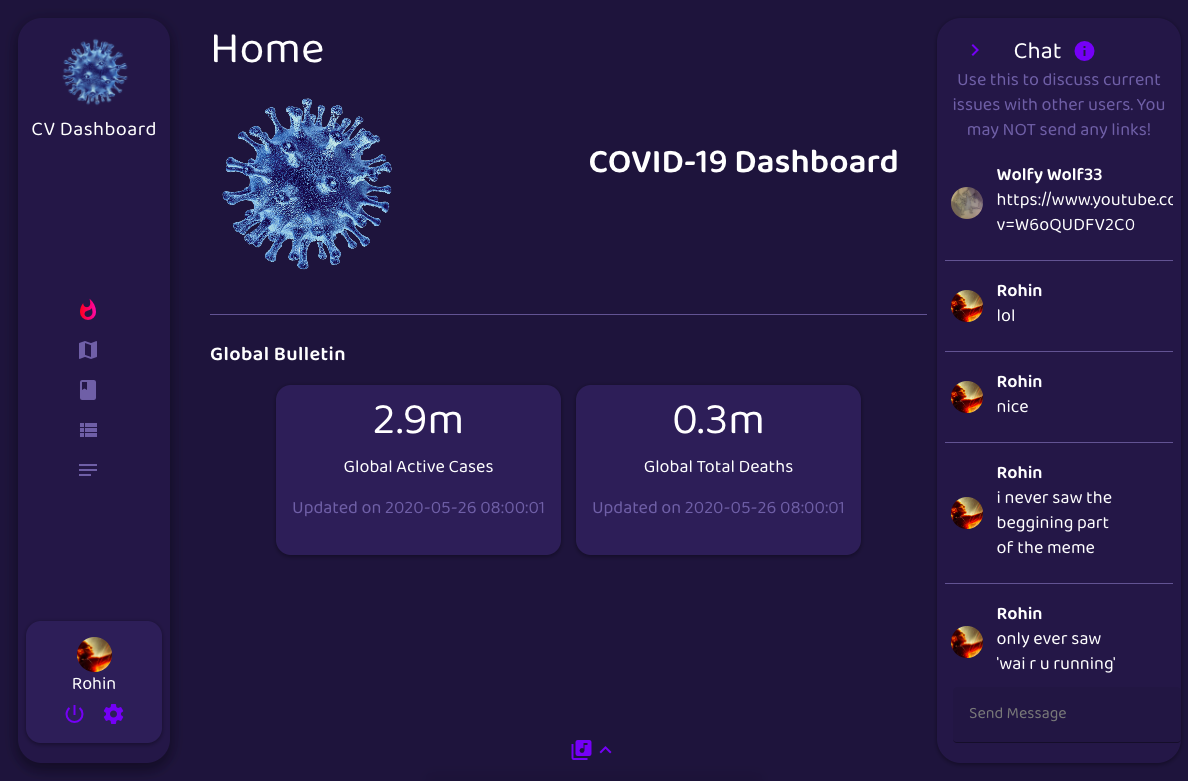 CV Dashboard
Rohin
Home
COVID-19 Dashboard
Global Bulletin
2.9m
Global Active Cases
Updated on 2020-05-26 08:00:01
0.3m
Global Total Deaths
Updated on 2020-05-26 08:00:01
Chat
Use this to discuss current
issues with other users. You
may NOT send any links!
Wolfy Wolf33
https://www.youtube.cc
v=W6oQUDFV2C0
Rohin
lol
Rohin
nice
Rohin
i never saw the
beggining part
of the meme
Rohin
only ever saw
'wai r u running'
Send Message